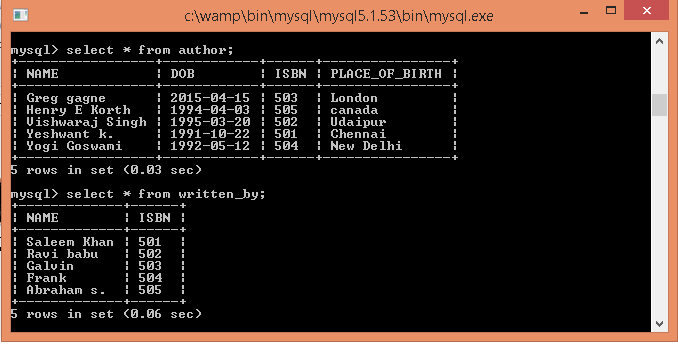 c:\wamp\bin\mysql\mysql5.1.53\bin\mysql.exe
mysql> select * from author;
+----------------+------------+------+----------------+
| NAME           | DOB        | ISBN | PLACE_OF_BIRTH |
+----------------+------------+------+----------------+
| Greg gagne     | 2015-04-15 | 503  | London         |
| Henry E Korth  | 1994-04-03 | 505  | canada         |
| Vishwaraj Singh | 1995-03-20 | 502  | Udaipur        |
| Yeshwant k.    | 1991-10-22 | 501  | Chennai        |
| Yogi Goswami   | 1992-05-12 | 504  | New Delhi      |
+----------------+------------+------+----------------+
5 rows in set (0.03 sec)
mysql> select * from written_by;
+-------------+------+
| NAME        | ISBN |
+-------------+------+
| Saleem Khan | 501  |
| Ravi babu   | 502  |
| Galvin      | 503  |
| Frank       | 504  |
| Abraham s.  | 505  |
+-------------+------+
5 rows in set (0.06 sec)